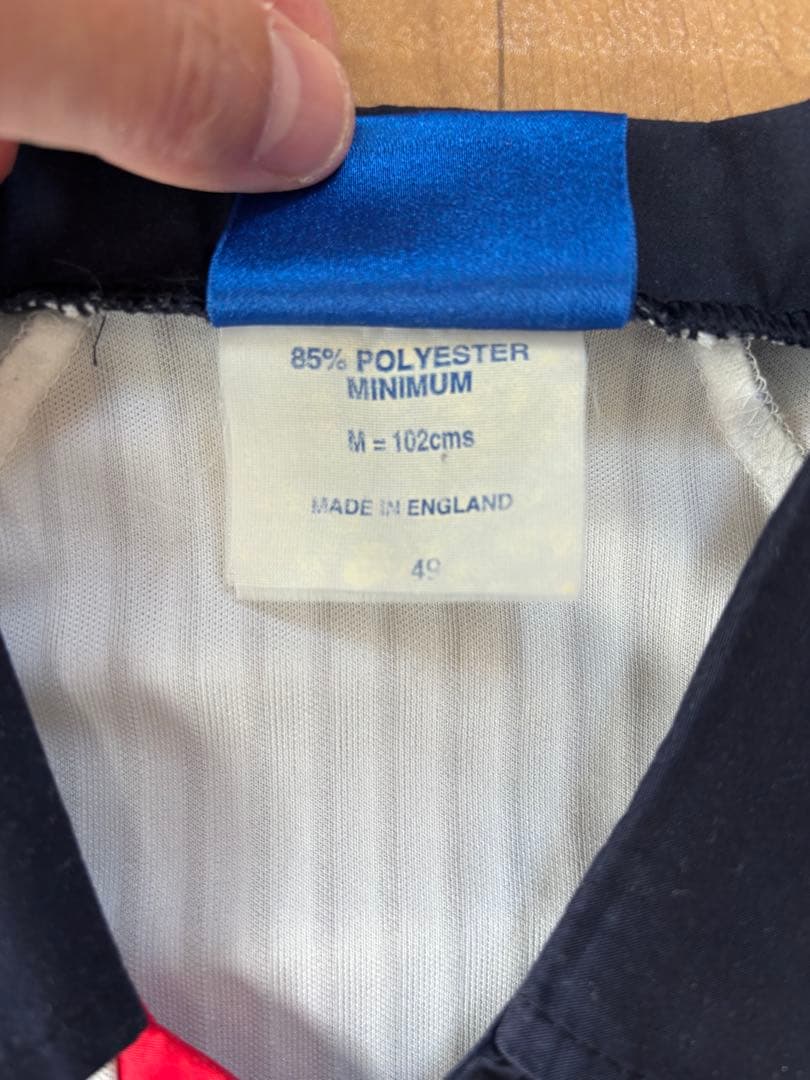 85% POLYESTER
MINIMUM
M = 102cms
MADE IN ENGLAND
49